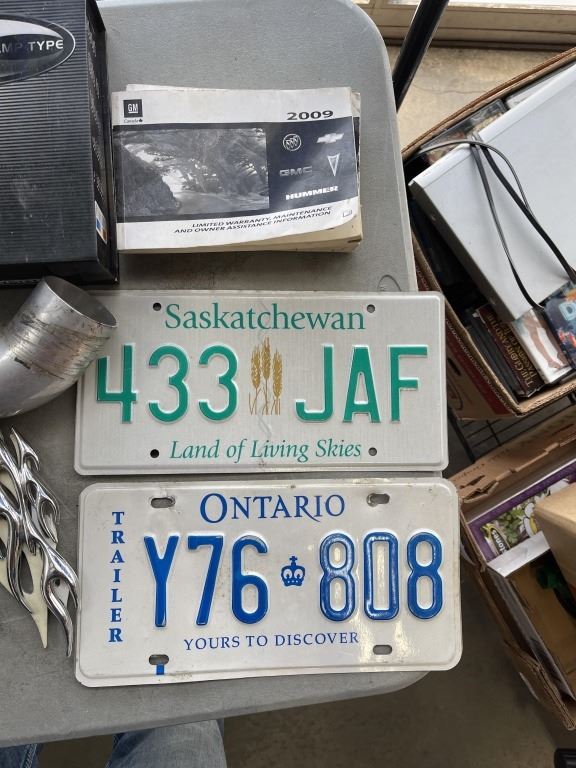 MP TYPE
GM
Canada
2009
GMC
HUMMER
LIMITED WARRANTY, MAINTENANCE
AND OWNER ASSISTANCE INFORMATION
Saskatchewan
433 JAF
Land of Living Skies
ONTARIO
TRAILER
Y76 808
YOURS TO DISCOVER